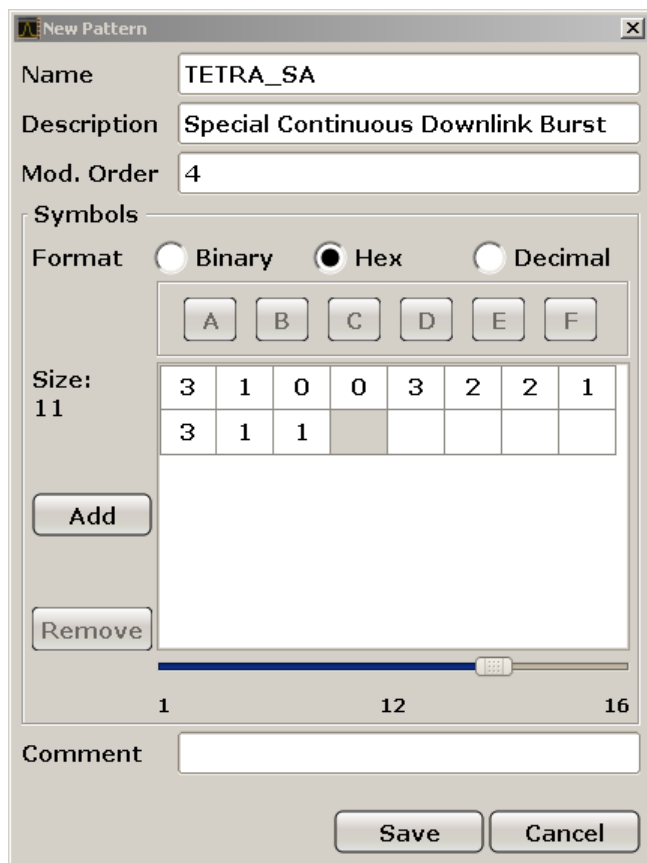 New Pattern
Name TETRA_SA
Description Special Continuous Downlink Burst
Mod. Order 4
Symbols
Format Binary Hex Decimal
A B C D E F
Size:
11
3 1 0 0 3 2 2 1
3 1 1
Add
Remove
1 12 16
Comment
Save Cancel